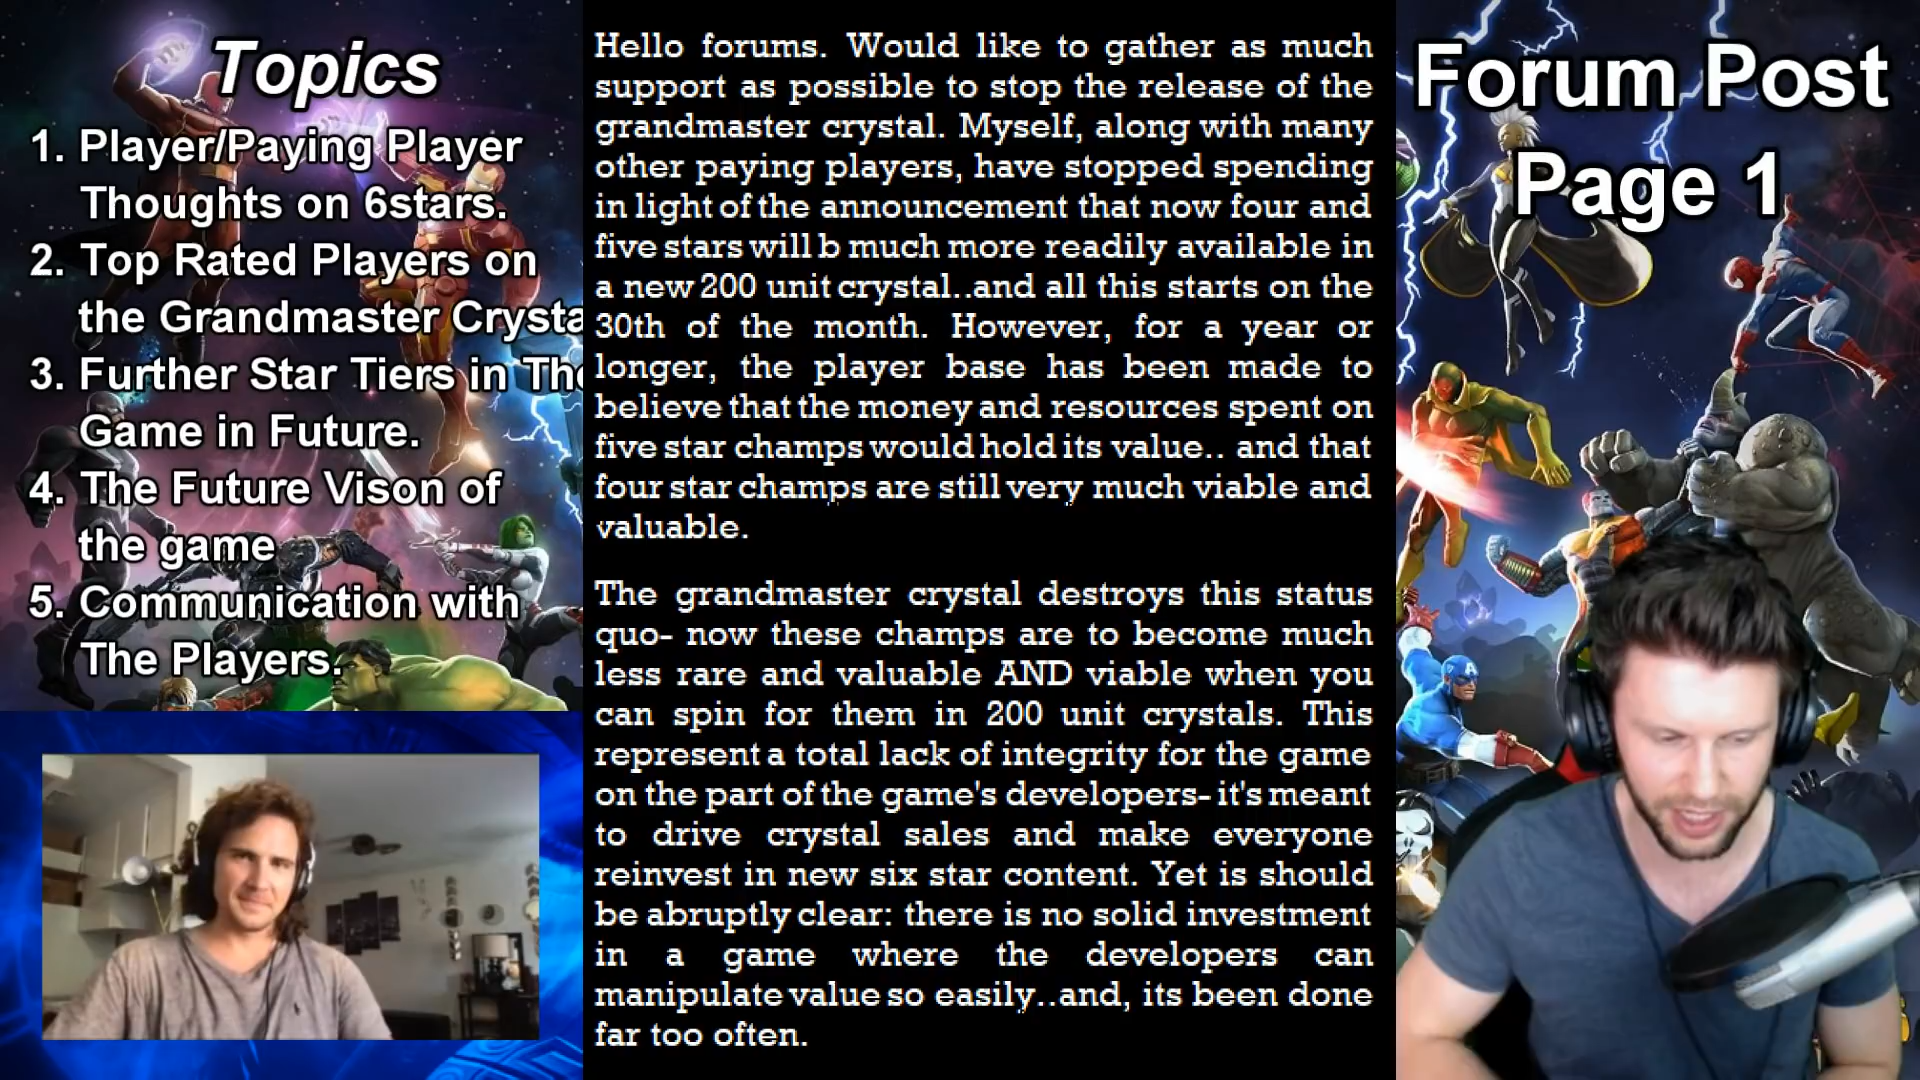 Topics
1. Player/Paying Player
Thoughts on 6stars.
2. Top Rated Players on
the Grandmaster Crysta
3. Further Star Tiers in The
Game in Future.
4. The Future Vison of
the game
5. Communication with
The Players.
Hello forums. Would like to gather as much
support as possible to stop the release of the
grandmaster crystal. Myself, along with many
other paying players, have stopped spending
in light of the announcement that now four and
five stars will b much more readily available in
a new 200 unit crystal..and all this starts on the
30th of the month. However, for a year or
longer, the player base has been made to
believe that the money and resources spent on
five star champs would hold its value.. and that
four star champs are still very much viable and
valuable.
The grandmaster crystal destroys this status
quo- now these champs are to become much
less rare and valuable AND viable when you
can spin for them in 200 unit crystals. This
represent a total lack of integrity for the game
on the part of the game's developers- it's meant
to drive crystal sales and make everyone
reinvest in new six star content. Yet is should
be abruptly clear: there is no solid investment
in a game where the developers can
manipulate value so easily..and, its been done
far too often.
Forum Post
Page 1